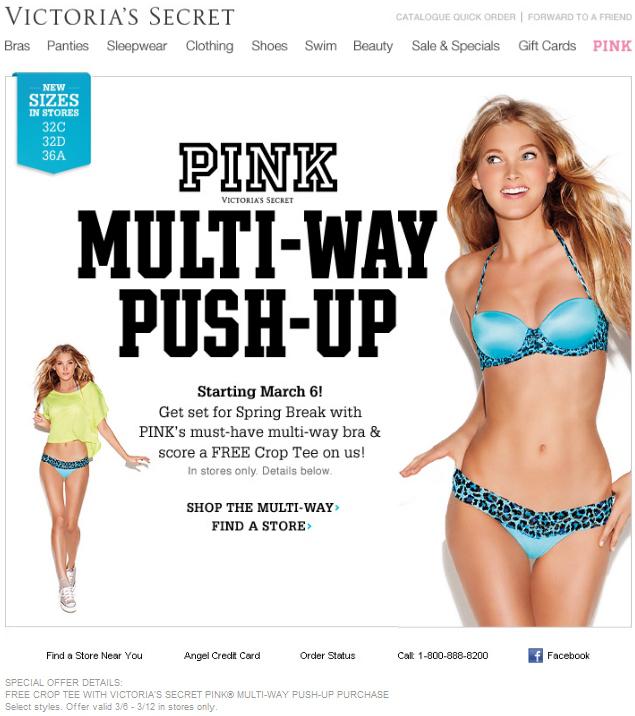 VICTORIA'S SECRET
CATALOGUE QUICK ORDER | FORWARD TO A FRIEND
Bras Panties Sleepwear Clothing Shoes Swim Beauty Sale & Specials Gift Cards PINK
NEW
SIZES
IN STORES
32C
32D
36A
PINK
VICTORIA'S SECRET
MULTI-WAY
PUSH-UP
Starting March 6!
Get set for Spring Break with
PINK's must-have multi-way bra &
score a FREE Crop Tee on us!
In stores only. Details below.
SHOP THE MULTI-WAY>
FIND A STORE>
Find a Store Near You Angel Credit Card Order Status Call: 1-800-888-8200 f Facebook
SPECIAL OFFER DETAILS:
FREE CROP TEE WITH VICTORIA'S SECRET PINK® MULTI-WAY PUSH-UP PURCHASE
Select styles. Offer valid 3/6 - 3/12 in stores only.